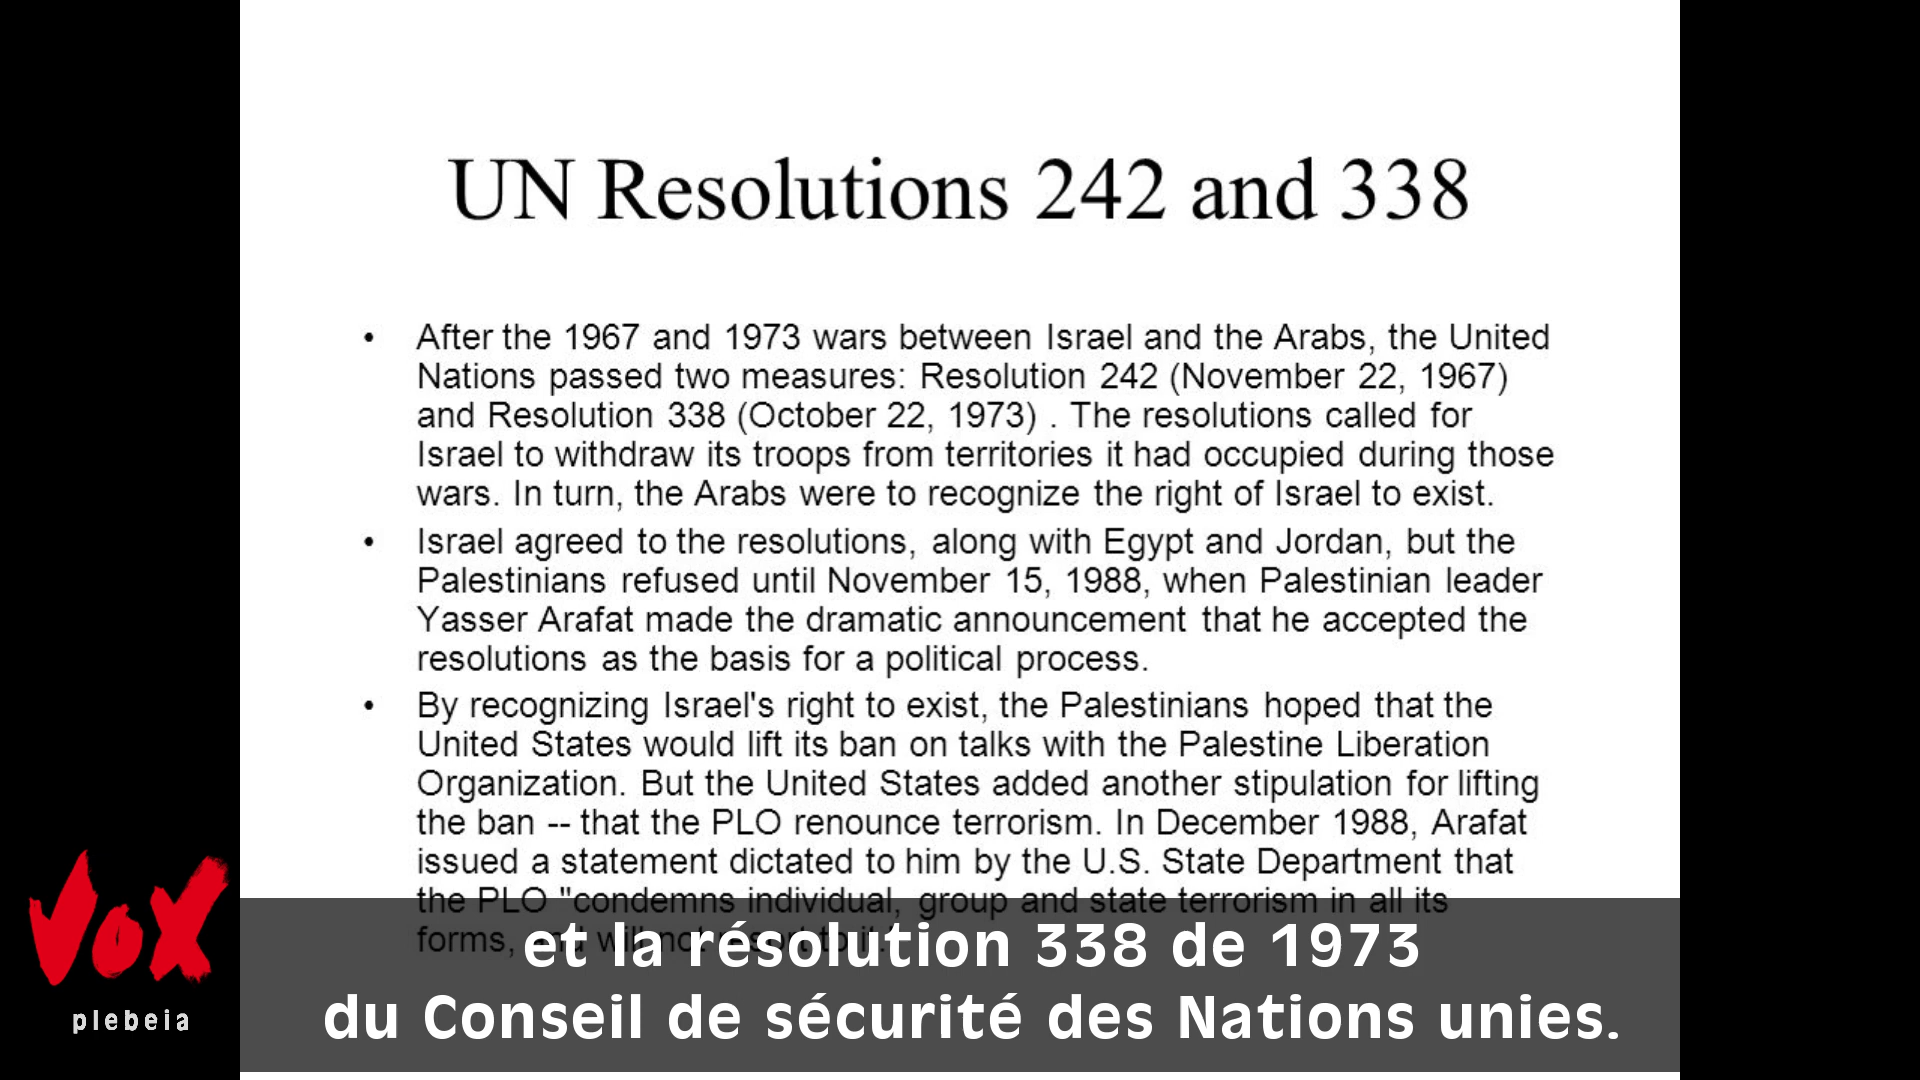 UN Resolutions 242 and 338
• After the 1967 and 1973 wars between Israel and the Arabs, the United
Nations passed two measures: Resolution 242 (November 22, 1967)
and Resolution 338 (October 22, 1973) . The resolutions called for
Israel to withdraw its troops from territories it had occupied during those
wars. In turn, the Arabs were to recognize the right of Israel to exist.
• Israel agreed to the resolutions, along with Egypt and Jordan, but the
Palestinians refused until November 15, 1988, when Palestinian leader
Yasser Arafat made the dramatic announcement that he accepted the
resolutions as the basis for a political process.
• By recognizing Israel's right to exist, the Palestinians hoped that the
United States would lift its ban on talks with the Palestine Liberation
Organization. But the United States added another stipulation for lifting
the ban -- that the PLO renounce terrorism. In December 1988, Arafat
issued a statement dictated to him by the U.S. State Department that
the PLO "condemns individual, group and state terrorism in all its
forms,
et la résolution 338 de 1973
du Conseil de sécurité des Nations unies.
VoX
plebeia